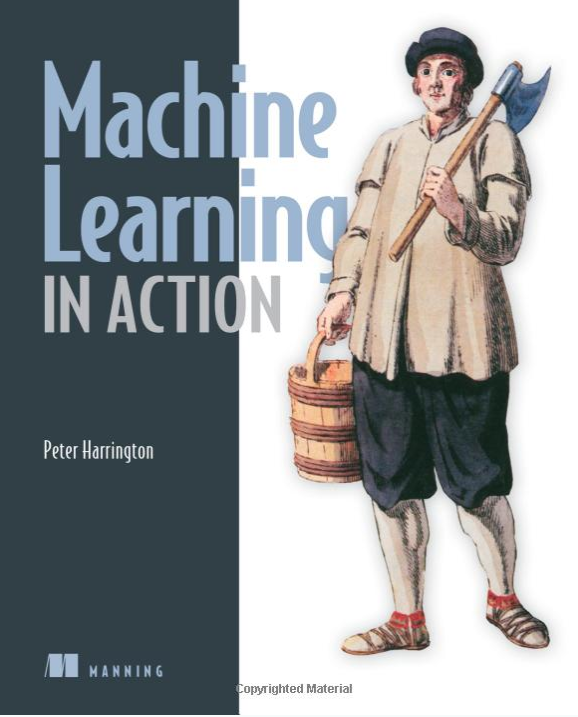 Machine
Learning
IN ACTION
Peter Harrington
MANNING
Copyrighted Material